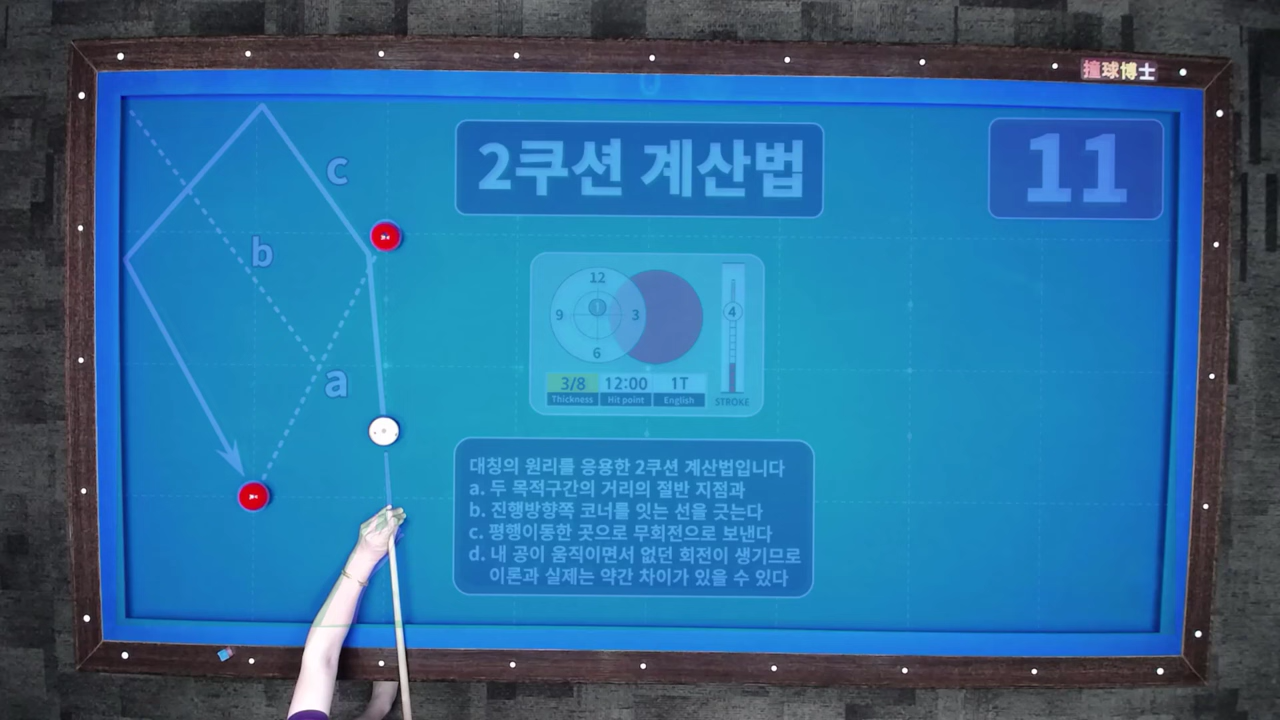 撞球博士
2쿠션 계산법
11
c
b
a
12
9
1
3
6
4
3/8
12:00
1T
Thickness
Hit point
English
STROKE
대칭의 원리를 응용한 2쿠션 계산법입니다
a. 두 목적구간의 거리의 절반 지점과
b. 진행방향쪽 코너를 잇는 선을 긋는다
c. 평행이동한 곳으로 무회전으로 보낸다
d. 내 공이 움직이면서 없던 회전이 생기므로
이론과 실제는 약간 차이가 있을 수 있다